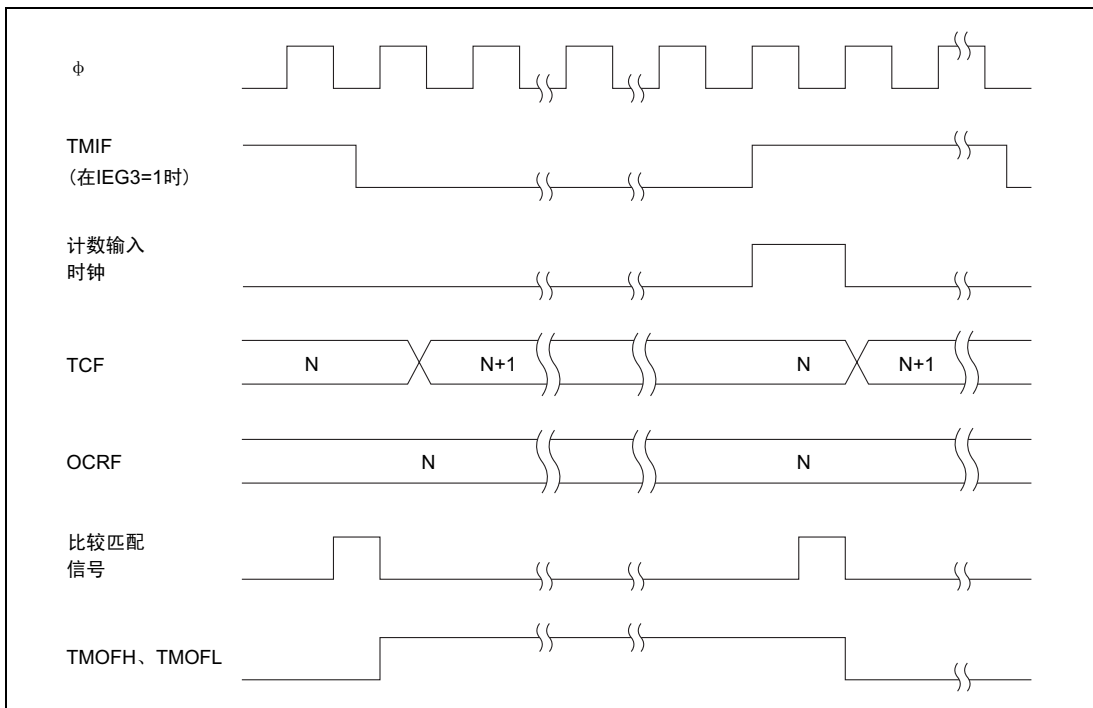 φ
TMIF
（在IEG3=1时）
计数输入
时钟
TCF
N
N+1
N
N+1
OCRF
N
N
比较匹配
信号
TMOFH、TMOFL